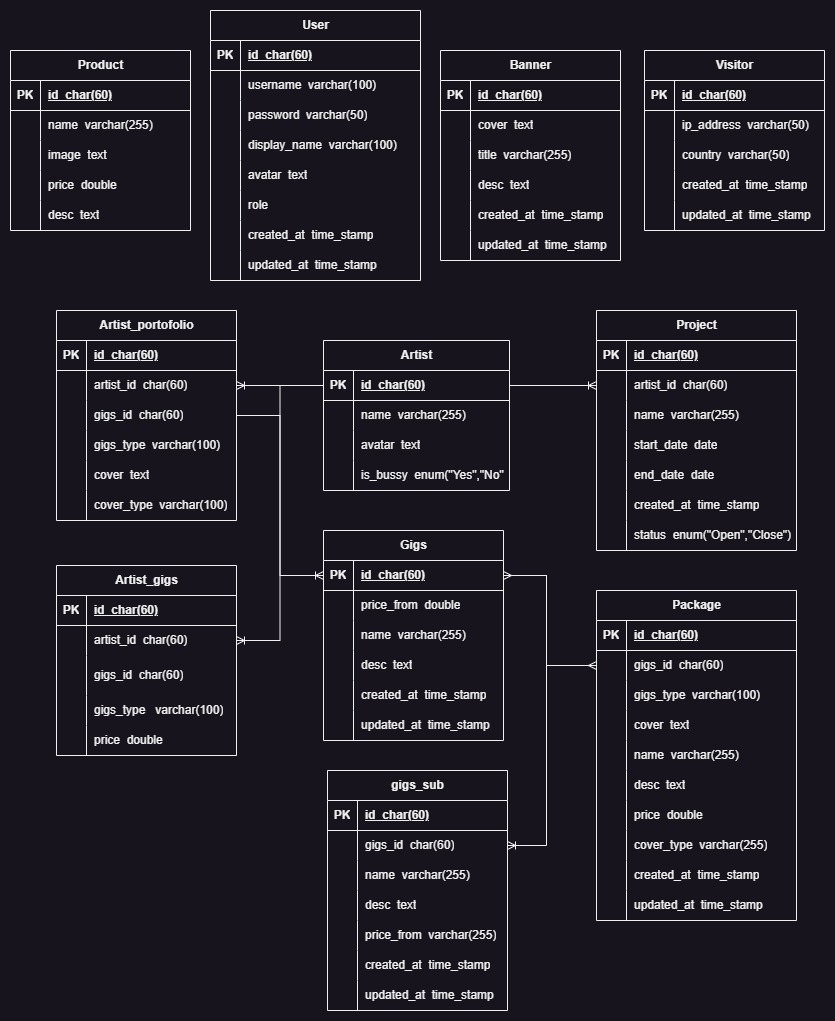 User
PK id_char(60)
username varchar(100)
password varchar(50)
display_name varchar(100)
avatar text
role
created_at time_stamp
updated_at time_stamp
Product
PK id_char(60)
name varchar(255)
image text
price double
desc text
Banner
PK id_char(60)
cover text
title varchar(255)
desc text
created_at time_stamp
updated_at time_stamp
Visitor
PK id_char(60)
ip_address varchar(50)
country varchar(50)
created_at time_stamp
updated_at time_stamp
Artist_portofolio
PK id_char(60)
artist_id char(60)
gigs_id char(60)
gigs_type varchar(100)
cover text
cover_type varchar(100)
Artist
PK id_char(60)
name varchar(255)
avatar text
is_bussy enum("Yes","No"
Project
PK id_char(60)
artist_id char(60)
name varchar(255)
start_date date
end_date date
created_at time_stamp
status enum("Open","Close")
Artist_gigs
PK id_char(60)
artist_id char(60)
gigs_id char(60)
gigs_type varchar(100)
price double
Gigs
PK id_char(60)
price_from double
name varchar(255)
desc text
created_at time_stamp
updated_at time_stamp
Package
PK id_char(60)
gigs_id char(60)
gigs_type varchar(100)
cover text
name varchar(255)
desc text
price double
cover_type varchar(255)
created_at time_stamp
updated_at time_stamp
gigs_sub
PK id_char(60)
gigs_id char(60)
name varchar(255)
desc text
price_from varchar(255)
created_at time_stamp
updated_at time_stamp